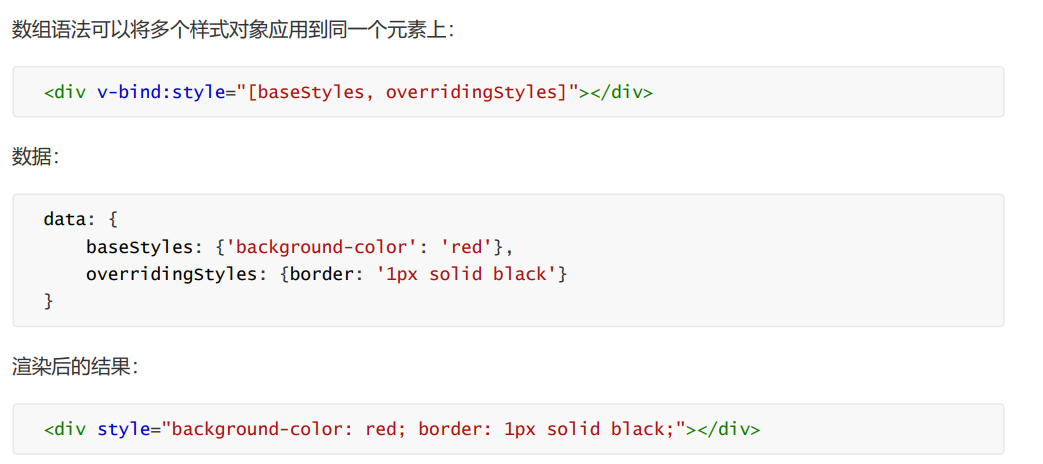 数组语法可以将多个样式对象应用到同一个元素上：
<div v-bind:style="[baseStyles, overridingStyles]"></div>
数据：
data: {
    baseStyles: {'background-color': 'red'},
    overridingStyles: {border: '1px solid black'}
}
渲染后的结果：
<div style="background-color: red; border: 1px solid black;"></div>